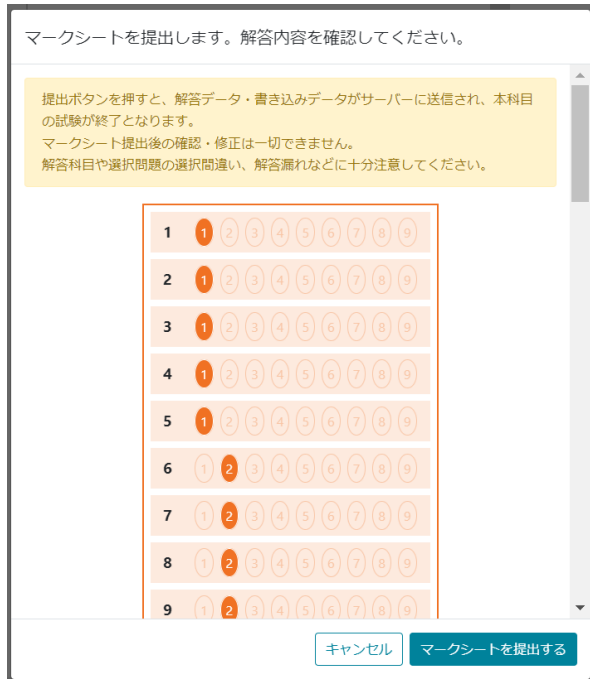 マークシートを提出します。解答内容を確認してください。
提出ボタンを押すと、解答データ・書き込みデータがサーバーに送信され、本科目
の試験が終了となります。
マークシート提出後の確認・修正は一切できません。
解答科目や選択問題の選択間違い、解答漏れなどに十分注意してください。
1 1 2 3 4 5 6 7 8 9
2 1 2 3 4 5 6 7 8 9
3 1 2 3 4 5 6 7 8 9
4 1 2 3 4 5 6 7 8 9
5 1 2 3 4 5 6 7 8 9
6 1 2 3 4 5 6 7 8 9
7 1 2 3 4 5 6 7 8 9
8 1 2 3 4 5 6 7 8 9
9 1 2 3 4 5 6 7 8 9
キャンセル マークシートを提出する